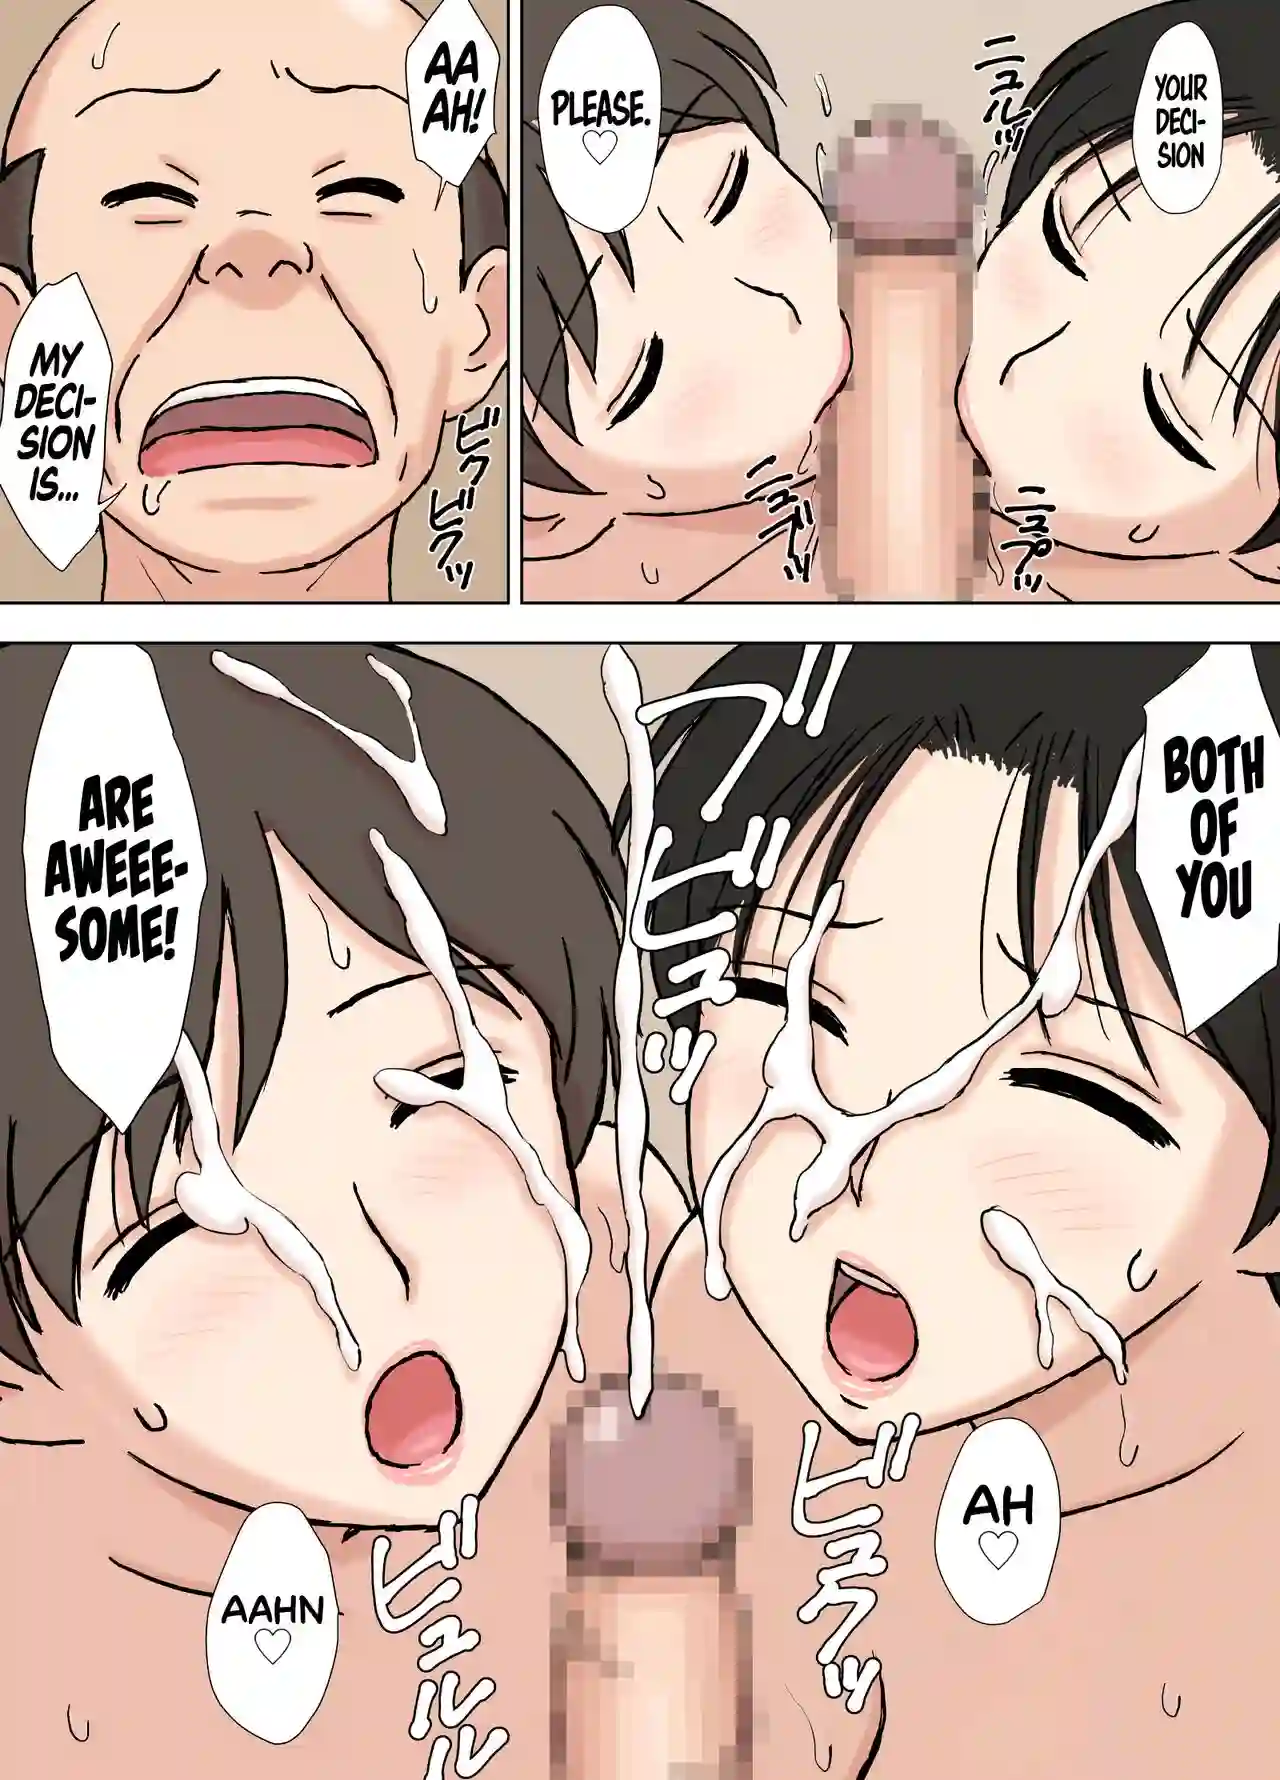 YOUR
DECI-
SION
PLEASE.
♡
ニュルッ
ニュプッ
ニュプッ
AA
AH!
MY
DECI-
SION
IS...
ビクビクッ
BOTH
OF
YOU
ARE
AWEEE-
SOME!
ブビュッ
AH
♡
AAHN
♡
ビュクッ
ビュルルル